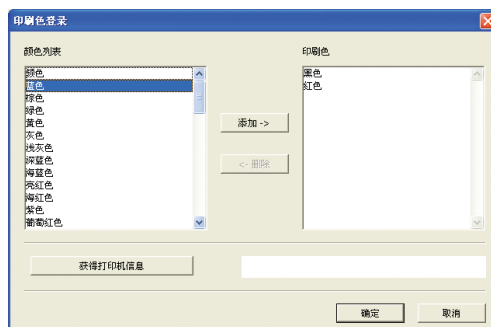 印刷色登录
颜色列表
颜色
蓝色
棕色
绿色
黄色
灰色
浅灰色
深蓝色
海蓝色
亮红色
海红色
紫色
葡萄红色
添加 ->
<- 删除
印刷色
黑色
红色
获得打印机信息
确定
取消